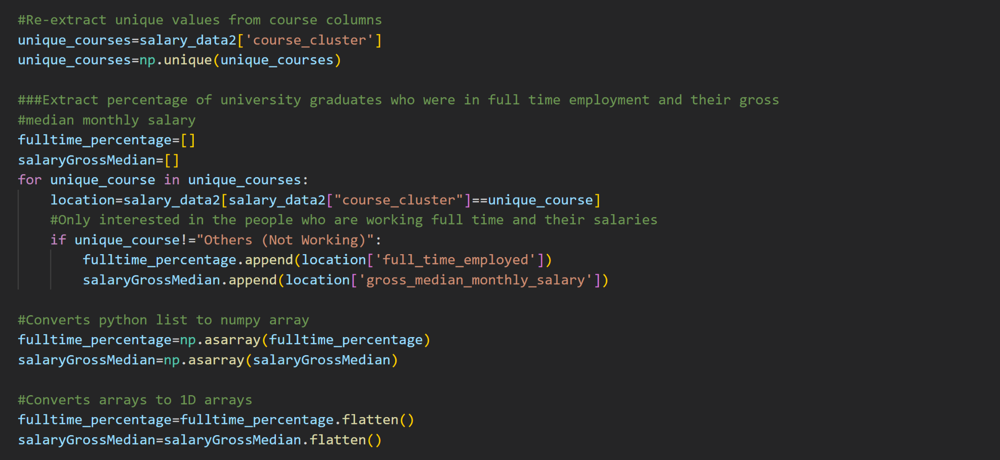 #Re-extract unique values from course columns
unique_courses=salary_data2['course_cluster']
unique_courses=np.unique(unique_courses)

###Extract percentage of university graduates who were in full time employment and their gross
#median monthly salary
fulltime_percentage=[]
salaryGrossMedian=[]
for unique_course in unique_courses:
    location=salary_data2[salary_data2["course_cluster"]==unique_course]
    #Only interested in the people who are working full time and their salaries
    if unique_course!="Others (Not Working)":
        fulltime_percentage.append(location['full_time_employed'])
        salaryGrossMedian.append(location['gross_median_monthly_salary'])

#Converts python list to numpy array
fulltime_percentage=np.asarray(fulltime_percentage)
salaryGrossMedian=np.asarray(salaryGrossMedian)

#Converts arrays to 1D arrays
fulltime_percentage=fulltime_percentage.flatten()
salaryGrossMedian=salaryGrossMedian.flatten()